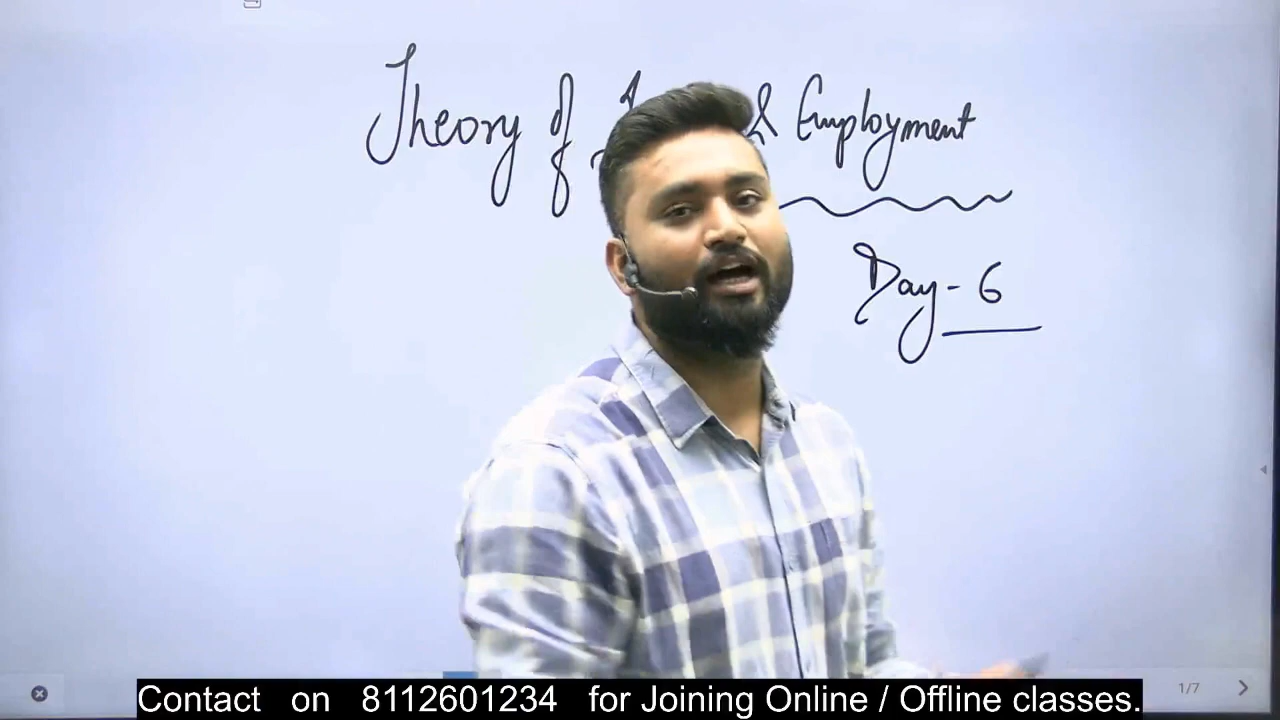 Theory of & Employment
Day - 6
1/7
Contact on 8112601234 for Joining Online / Offline classes.